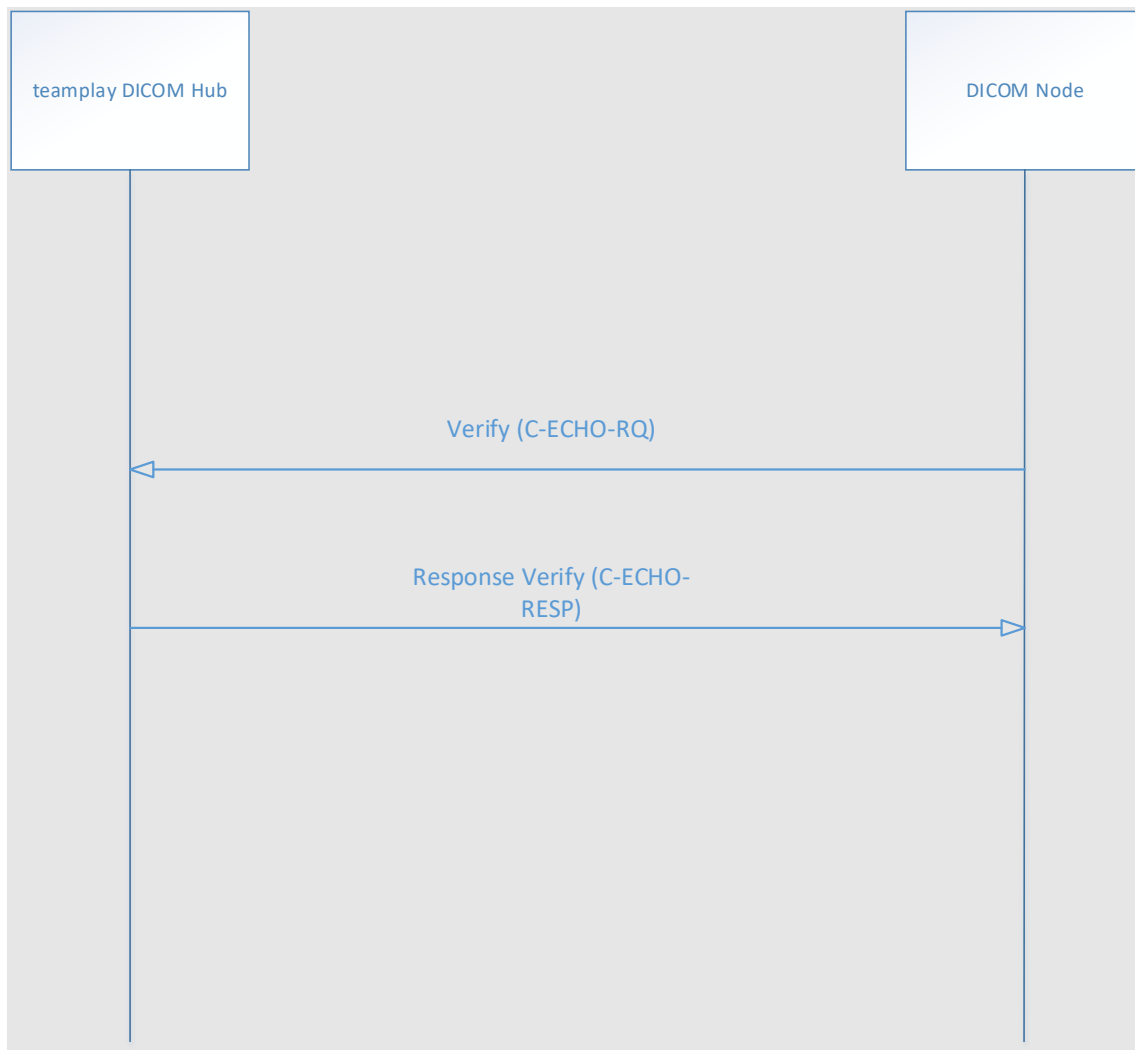 teamplay DICOM Hub
DICOM Node
Verify (C-ECHO-RQ)
Response Verify (C-ECHO-
RESP)